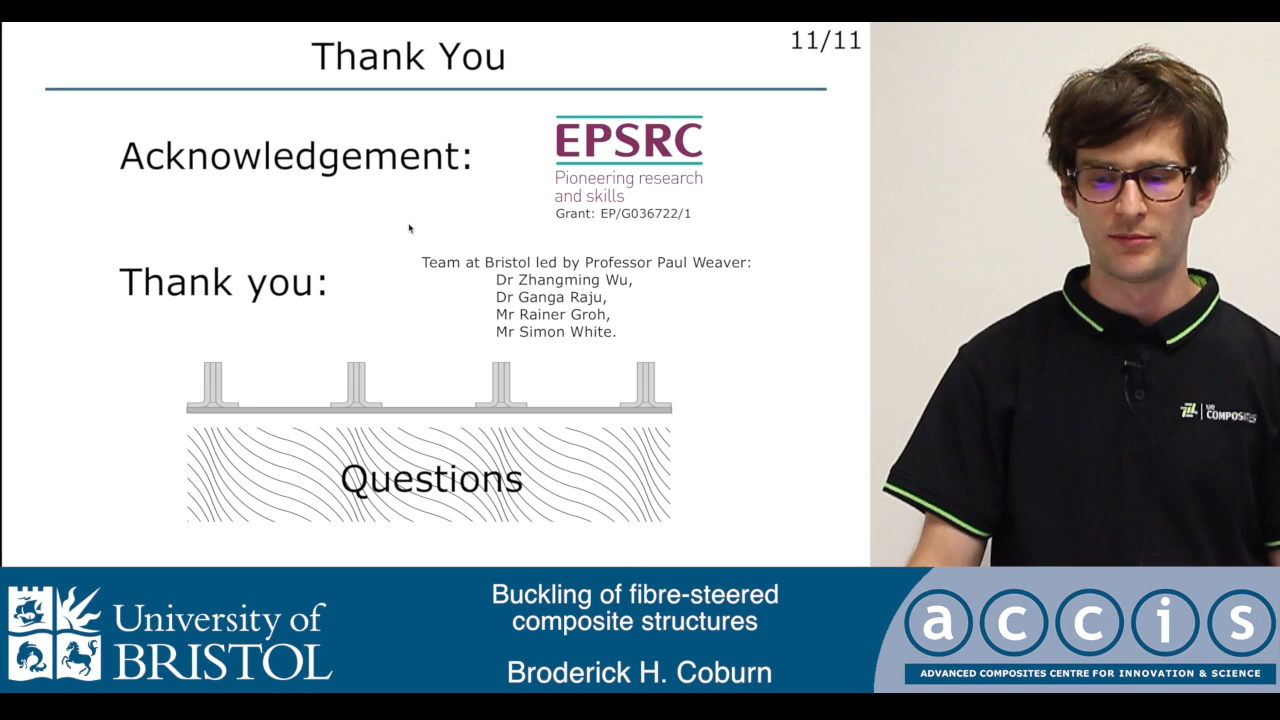 Thank You
11/11
Acknowledgement:
EPSRC
Pioneering research
and skills
Grant: EP/G036722/1
Thank you:
Team at Bristol led by Professor Paul Weaver:
Dr Zhangming Wu,
Dr Ganga Raju,
Mr Rainer Groh,
Mr Simon White.
Questions
COMPOSITES
University of
BRISTOL
Buckling of fibre-steered
composite structures
Broderick H. Coburn
accis
ADVANCED COMPOSITES CENTRE FOR INNOVATION & SCIENCE